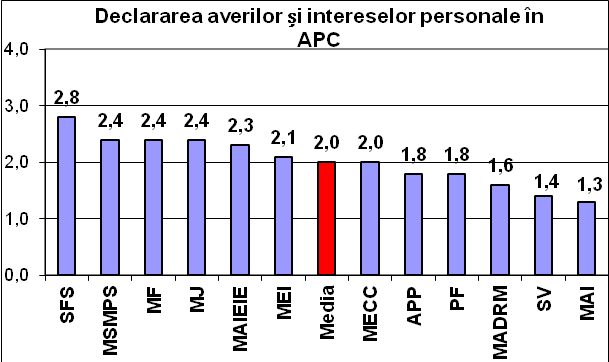 Declararea averilor și intereselor personale în
APC
4,0
3,0
2,0
1,0
0,0
2,8
2,4
2,4
2,4
2,3
2,1
2,0
2,0
1,8
1,8
1,6
1,4
1,3
SFS
MSMPS
MF
MJ
MAIEIE
MEI
Media
MECC
APP
PF
MADRM
SV
MAI